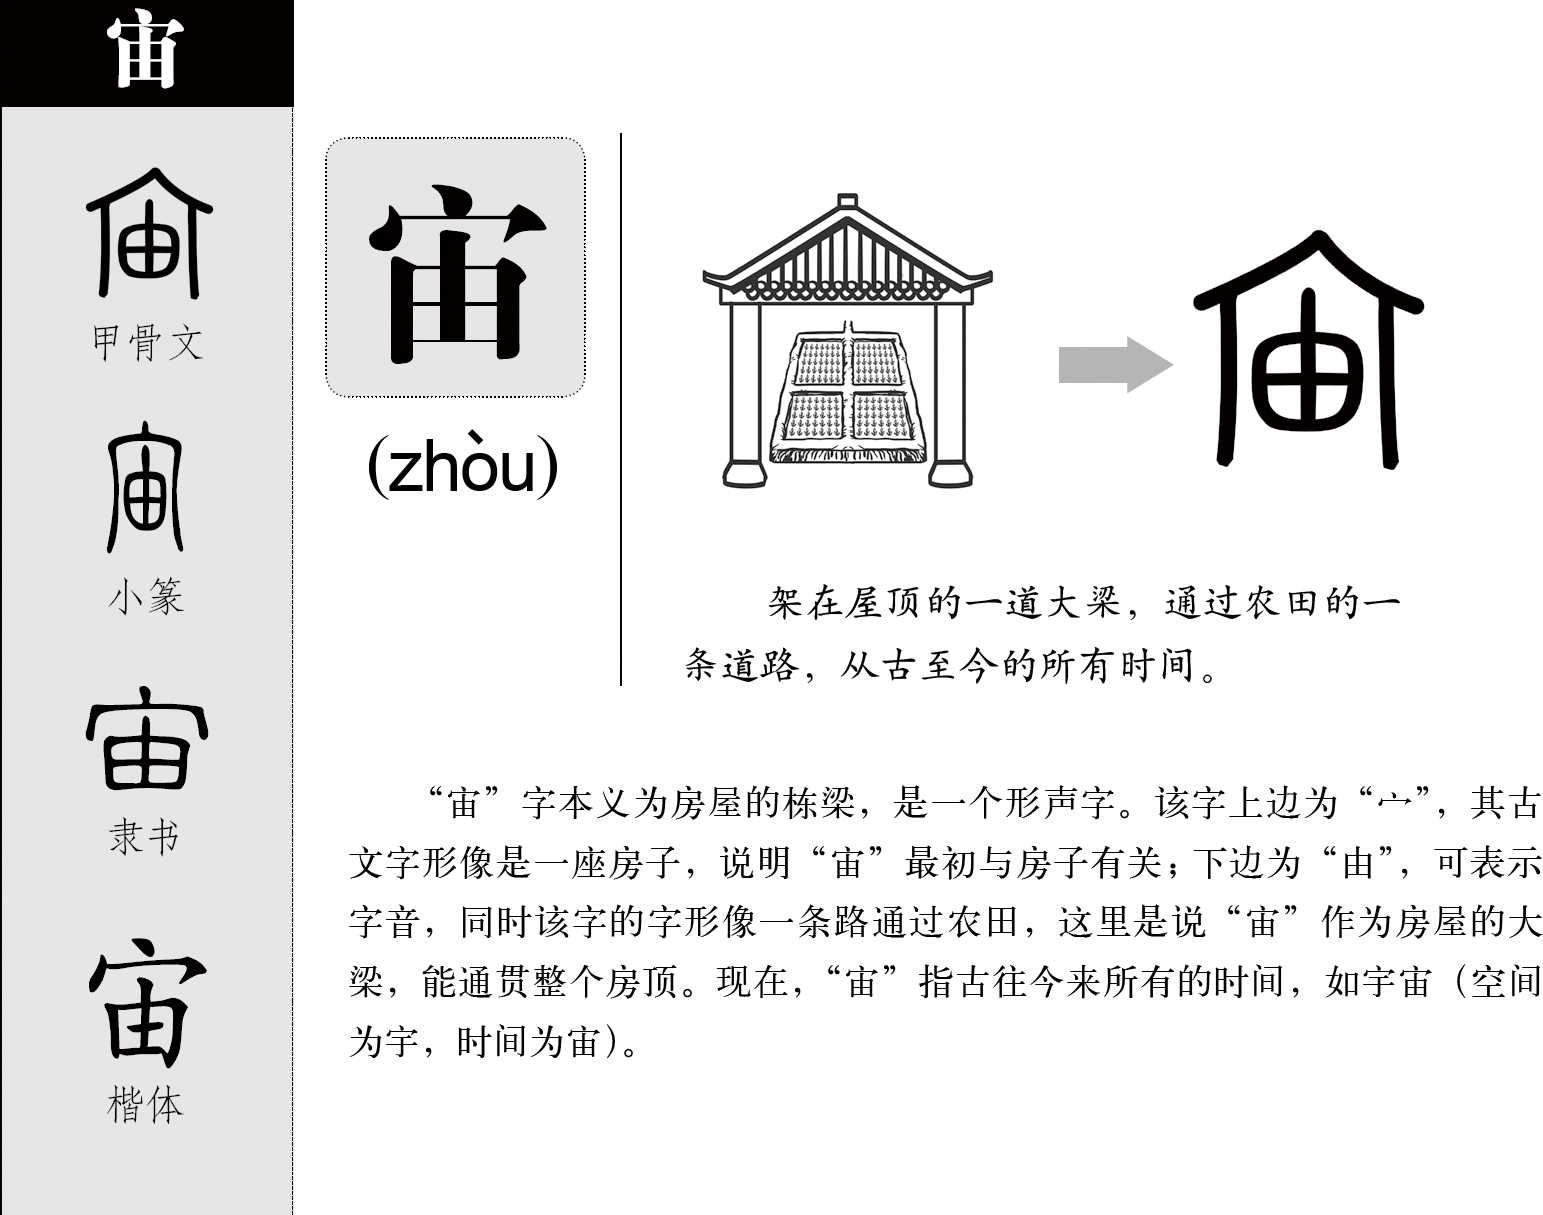 宙
甲骨文
小篆
隶书
楷体
宙
(zhòu)
架在屋顶的一道大梁，通过农田的一
条道路，从古至今的所有时间。
“宙”字本义为房屋的栋梁，是一个形声字。该字上边为“宀”，其古
文字形像是一座房子，说明“宙”最初与房子有关；下边为“由”，可表示
字音，同时该字的字形像一条路通过农田，这里是说“宙”作为房屋的大
梁，能通贯整个房顶。现在，“宙”指古往今来所有的时间，如宇宙（空间
为宇，时间为宙）。